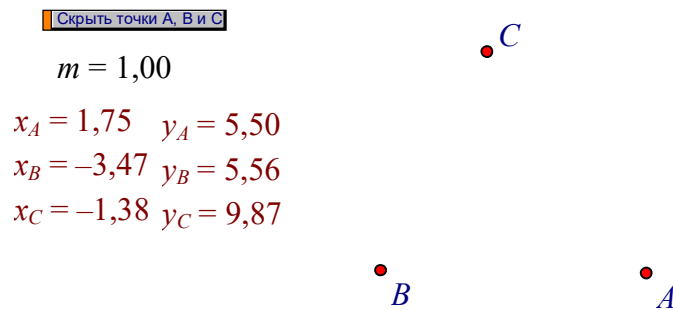 Скрыть точки A, B и C
m = 1,00
x_A = 1,75 y_A = 5,50
x_B = –3,47 y_B = 5,56
x_C = –1,38 y_C = 9,87
C
B
A